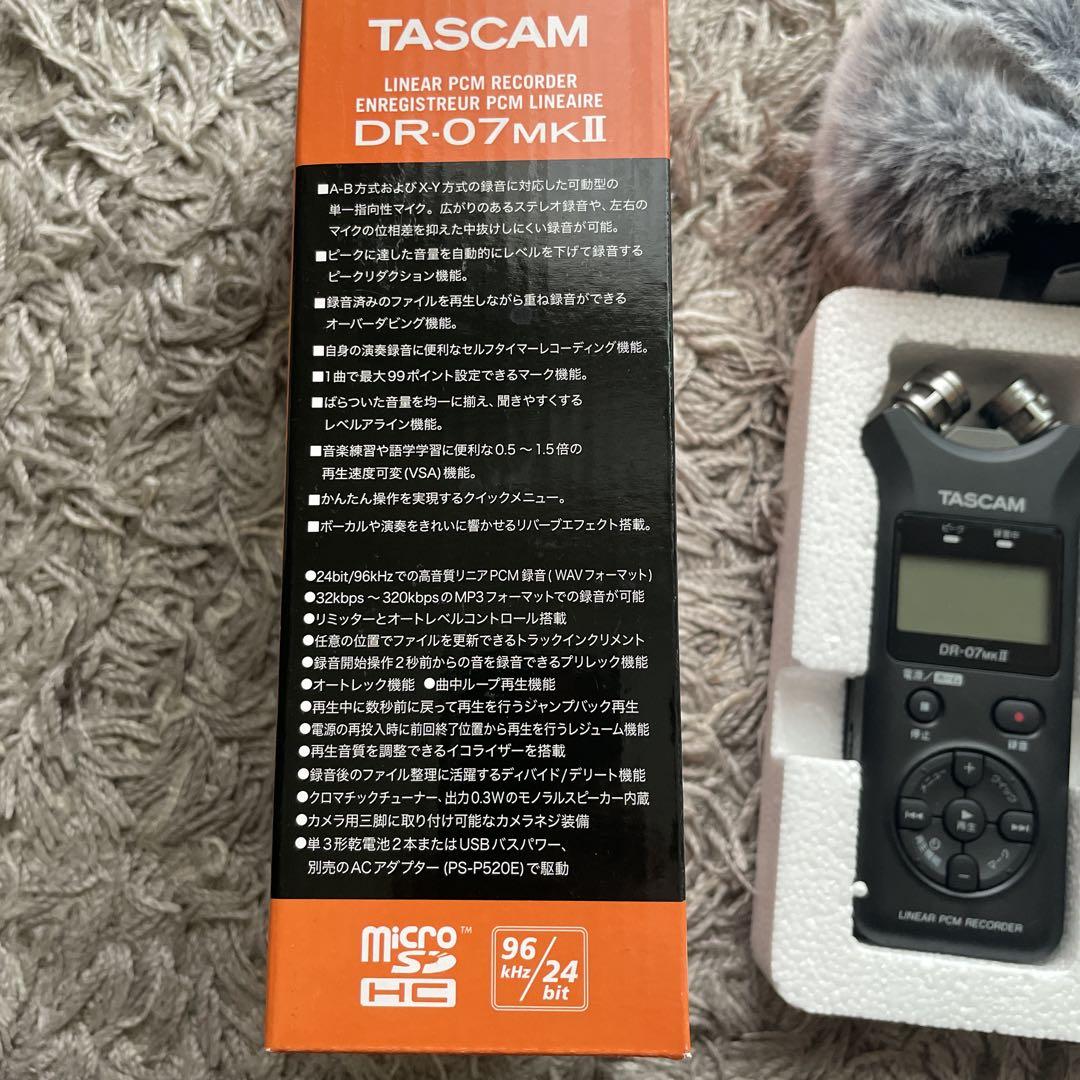 TASCAM
LINEAR PCM RECORDER
ENREGISTREUR PCM LINEAIRE
DR-07MKII
■A-B方式およびX-Y方式の録音に対応した可動型の
単一指向性マイク。広がりのあるステレオ録音や、左右の
マイクの位相差を抑えた中抜けしにくい録音が可能。
■ピークに達した音量を自動的にレベルを下げて録音する
ピークリダクション機能。
■録音済みのファイルを再生しながら重ね録音ができる
オーバーダビング機能。
■自身の演奏録音に便利なセルフタイマーレコーディング機能。
■1曲で最大99ポイント設定できるマーク機能。
■ばらついた音量を均一に揃え、聞きやすくする
レベルアライン機能。
■音楽練習や語学学習に便利な0.5～1.5倍の
再生速度可変(VSA)機能。
■かんたん操作を実現するクイックメニュー。
■ボーカルや演奏をきれいに響かせるリバーブエフェクト搭載。
●24bit/96kHzでの高音質リニアPCM録音(WAVフォーマット)
●32kbps～320kbpsのMP3フォーマットでの録音が可能
●リミッターとオートレベルコントロール搭載
●任意の位置でファイルを更新できるトラックインクリメント
●録音開始操作2秒前からの音を録音できるプリレック機能
●オートレック機能 ●曲中ループ再生機能
●再生中に数秒前に戻って再生を行うジャンプバック再生
●電源の再投入時に前回終了位置から再生を行うレジューム機能
●再生音質を調整できるイコライザーを搭載
●録音後のファイル整理に活躍するディバイド/デリート機能
●クロマチックチューナー、出力0.3Wのモノラルスピーカー内蔵
●カメラ用三脚に取り付け可能なカメラネジ装備
●単3形乾電池2本またはUSBバスパワー、
別売のACアダプター(PS-P520E)で駆動
micro SD HC TM
96 kHz/24 bit
TASCAM
ピーク 録音中
DR-07MKII
電源/ホーム
停止 録音
メニュー + クイック
再生
マーク
−
LINEAR PCM RECORDER